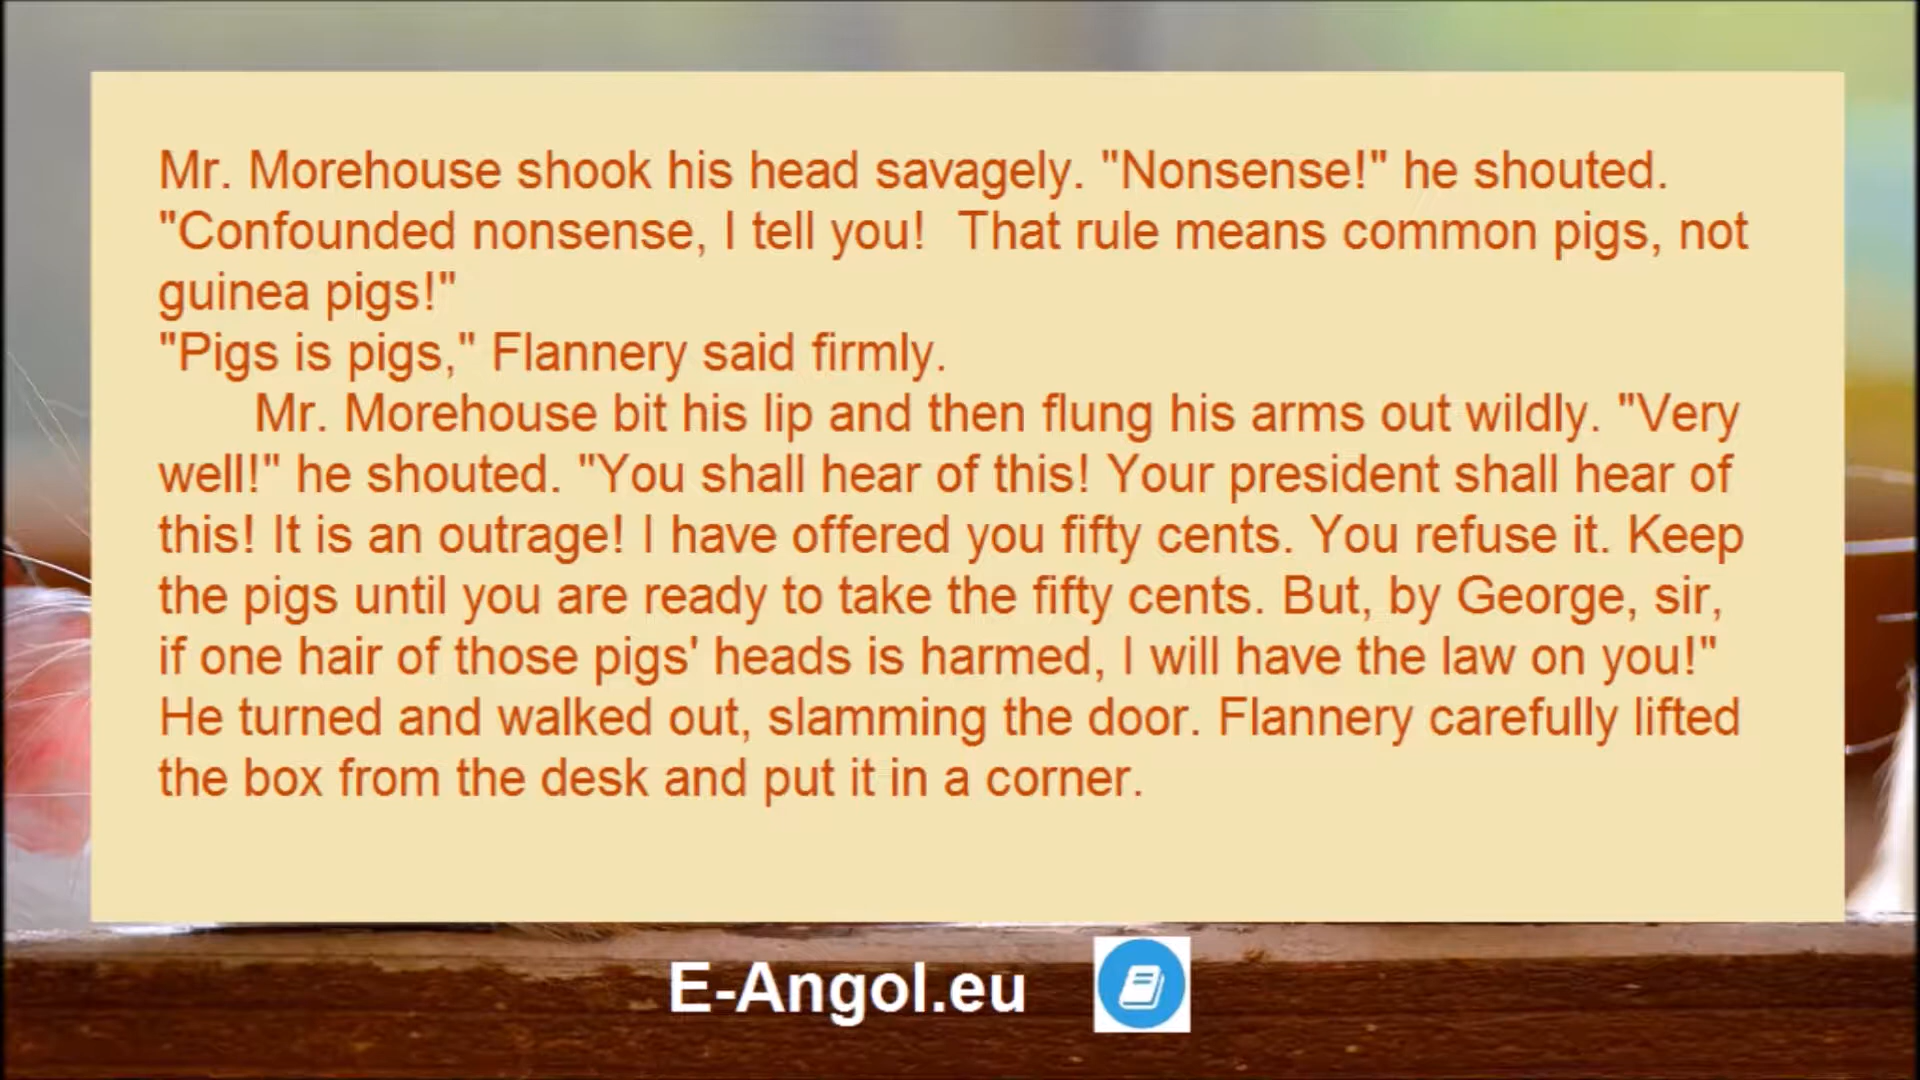 Mr. Morehouse shook his head savagely. "Nonsense!" he shouted.
"Confounded nonsense, I tell you!  That rule means common pigs, not
guinea pigs!"
"Pigs is pigs," Flannery said firmly.
Mr. Morehouse bit his lip and then flung his arms out wildly. "Very
well!" he shouted. "You shall hear of this! Your president shall hear of
this! It is an outrage! I have offered you fifty cents. You refuse it. Keep
the pigs until you are ready to take the fifty cents. But, by George, sir,
if one hair of those pigs' heads is harmed, I will have the law on you!"
He turned and walked out, slamming the door. Flannery carefully lifted
the box from the desk and put it in a corner.
E-Angol.eu